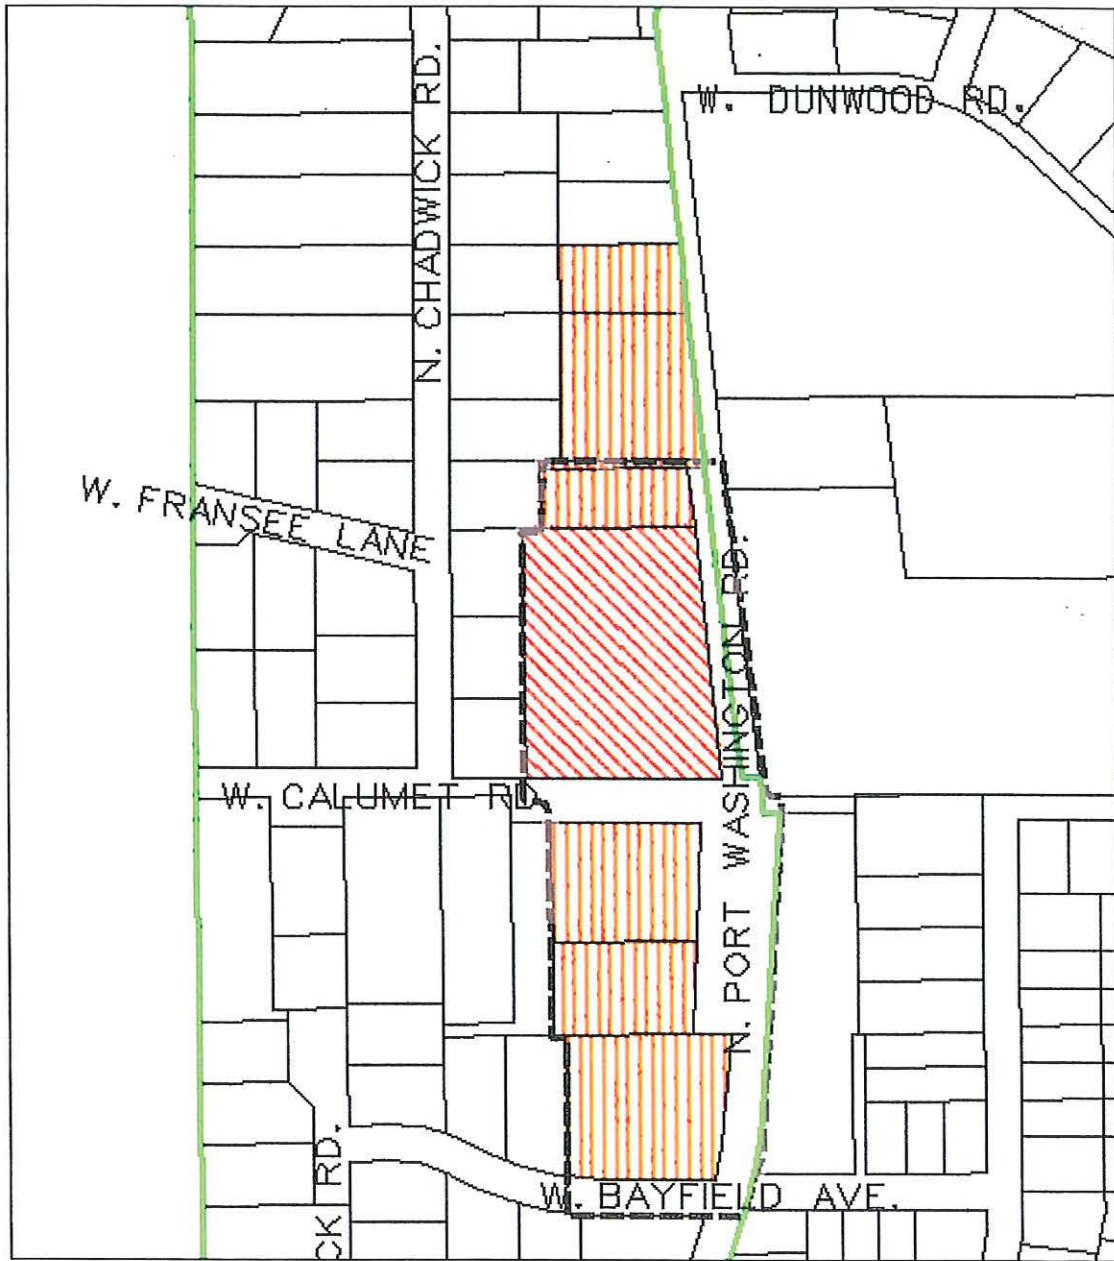 W. DUNWOOD RD.
N. CHADWICK RD.
W. FRANSEE LANE
N. PORT WASHINGTON RD.
W. CALUMET RD
W. BAYFIELD AVE.
CK RD.